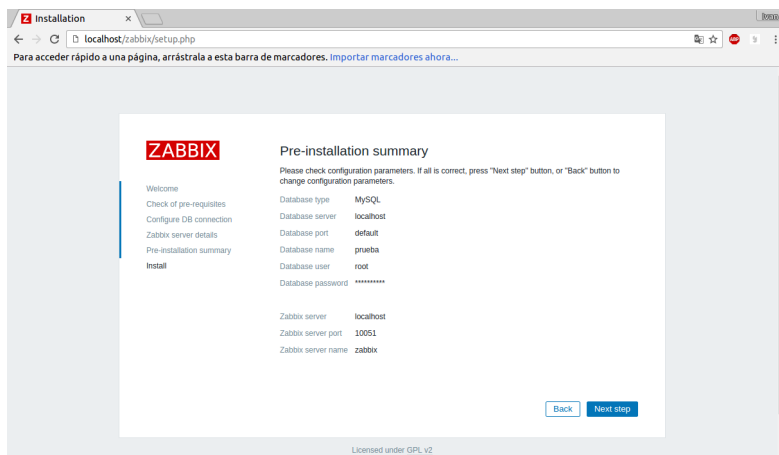 Z Installation
Ivan
localhost/zabbix/setup.php
ABP
Para acceder rápido a una página, arrástrala a esta barra de marcadores. Importar marcadores ahora...
ZABBIX
Pre-installation summary
Please check configuration parameters. If all is correct, press "Next step" button, or "Back" button to
change configuration parameters.
Welcome
Check of pre-requisites
Configure DB connection
Zabbix server details
Pre-installation summary
Install
Database type MySQL
Database server localhost
Database port default
Database name prueba
Database user root
Database password **********
Zabbix server localhost
Zabbix server port 10051
Zabbix server name zabbix
Back Next step
Licensed under GPL v2